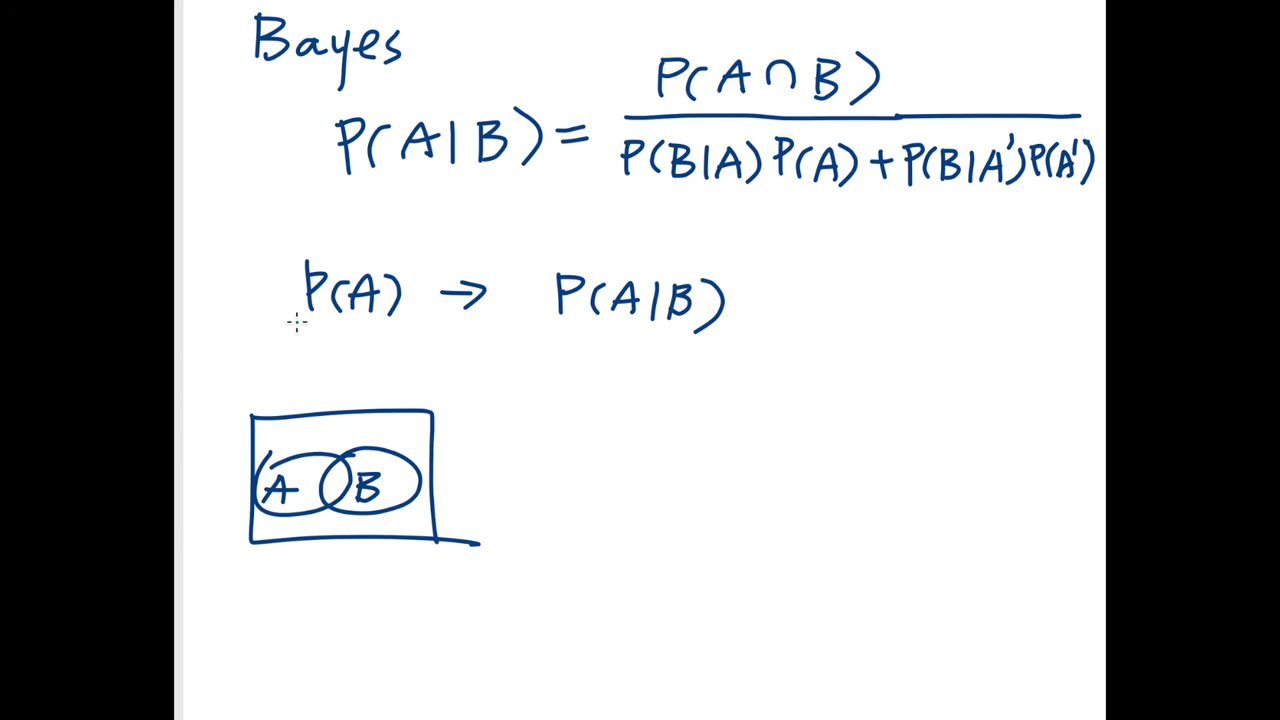 Bayes
P(A∩B)
P(A|B) =
P(B|A) P(A) + P(B|A')P(A')
P(A) → P(A|B)
A B